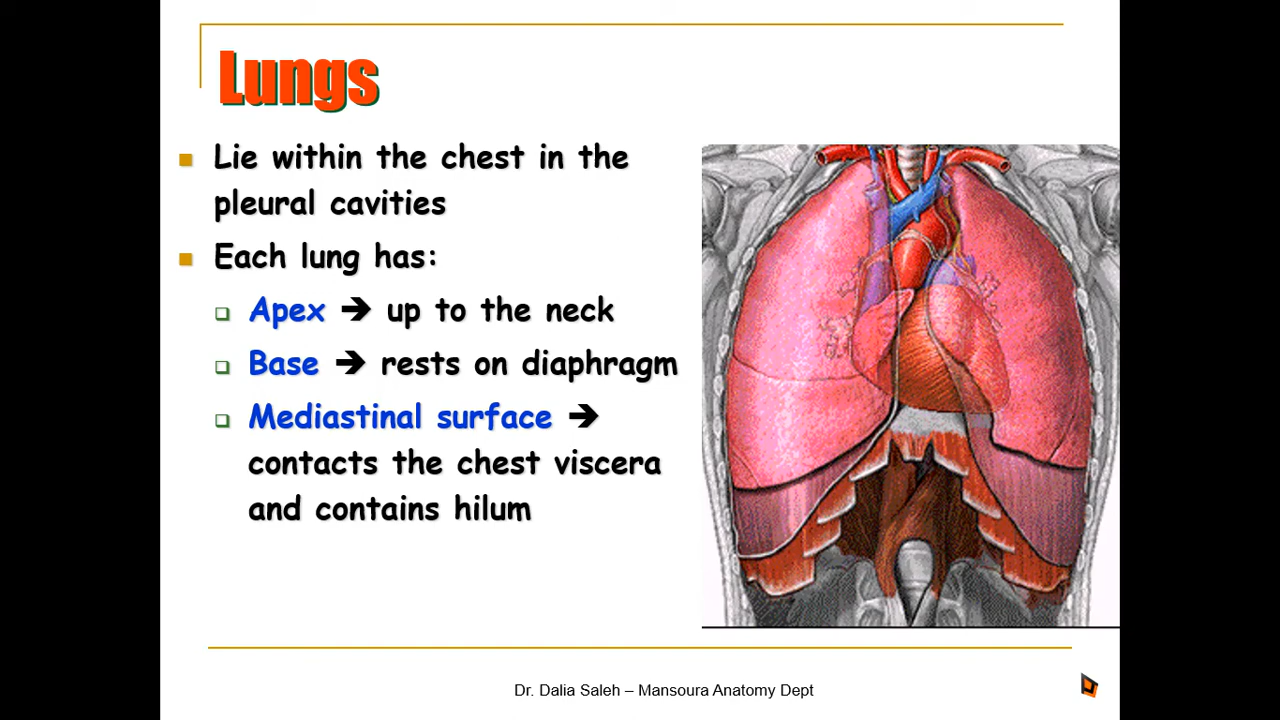 Lungs
Lie within the chest in the
pleural cavities
Each lung has:
Apex ➔ up to the neck
Base ➔ rests on diaphragm
Mediastinal surface ➔
contacts the chest viscera
and contains hilum
Dr. Dalia Saleh – Mansoura Anatomy Dept